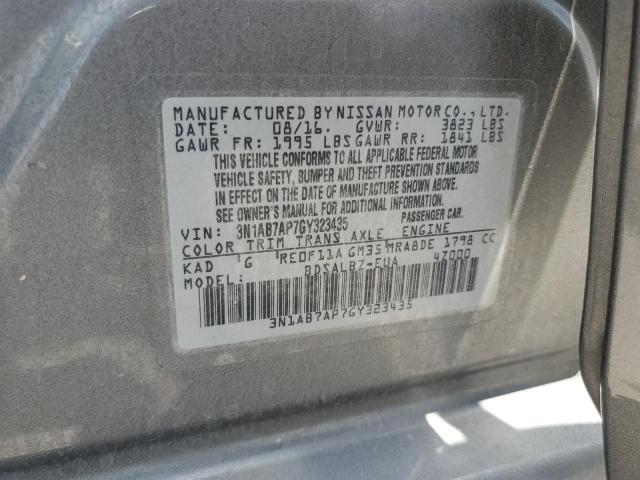 MANUFACTURED BY NISSAN MOTOR CO., LTD.
DATE: 08/16. GVWR: 3823 LBS
GAWR FR: 1995 LBS GAWR RR: 1841 LBS
THIS VEHICLE CONFORMS TO ALL APPLICABLE FEDERAL MOTOR
VEHICLE SAFETY, BUMPER AND THEFT PREVENTION STANDARDS
IN EFFECT ON THE DATE OF MANUFACTURE SHOWN ABOVE.
SEE OWNER'S MANUAL FOR ADDITIONAL INFORMATION.
VIN: 3N1AB7AP7GY323435 PASSENGER CAR.
COLOR TRIM TRANS AXLE ENGINE
KAD G RE0F11A GM35 MRA8DE 1798 CC
MODEL: BDSALBZ-EUA 47000
3N1AB7AP7GY323435